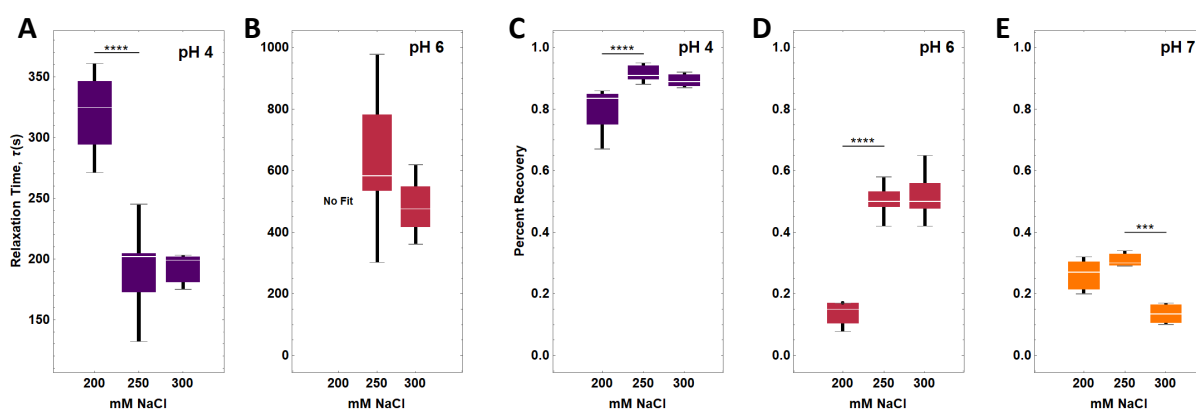 A
pH 4
****
Relaxation Time, τ(s)
350
300
250
200
150
200 250 300
mM NaCl
B
pH 6
1000
800
600
400
200
0
No Fit
200 250 300
mM NaCl
C
pH 4
****
Percent Recovery
1.0
0.8
0.6
0.4
0.2
0.0
200 250 300
mM NaCl
D
pH 6
****
1.0
0.8
0.6
0.4
0.2
0.0
200 250 300
mM NaCl
E
pH 7
***
1.0
0.8
0.6
0.4
0.2
0.0
200 250 300
mM NaCl